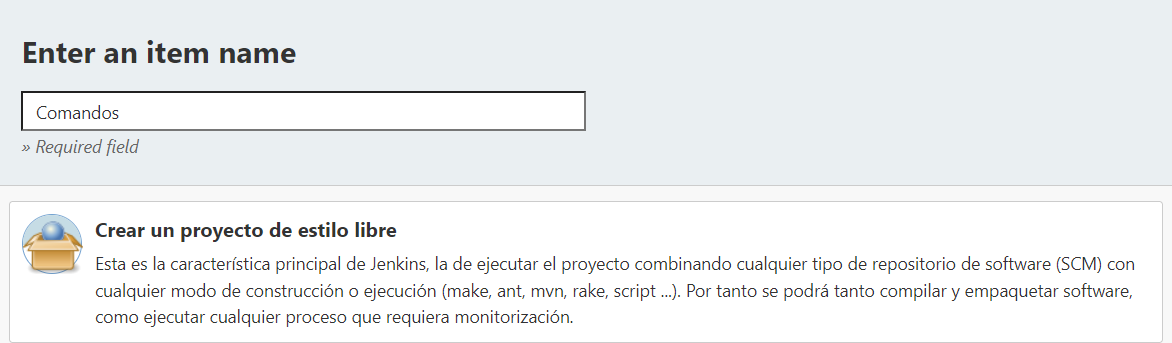 Enter an item name
Comandos
» Required field
Crear un proyecto de estilo libre
Esta es la característica principal de Jenkins, la de ejecutar el proyecto combinando cualquier tipo de repositorio de software (SCM) con
cualquier modo de construcción o ejecución (make, ant, mvn, rake, script ...). Por tanto se podrá tanto compilar y empaquetar software,
como ejecutar cualquier proceso que requiera monitorización.